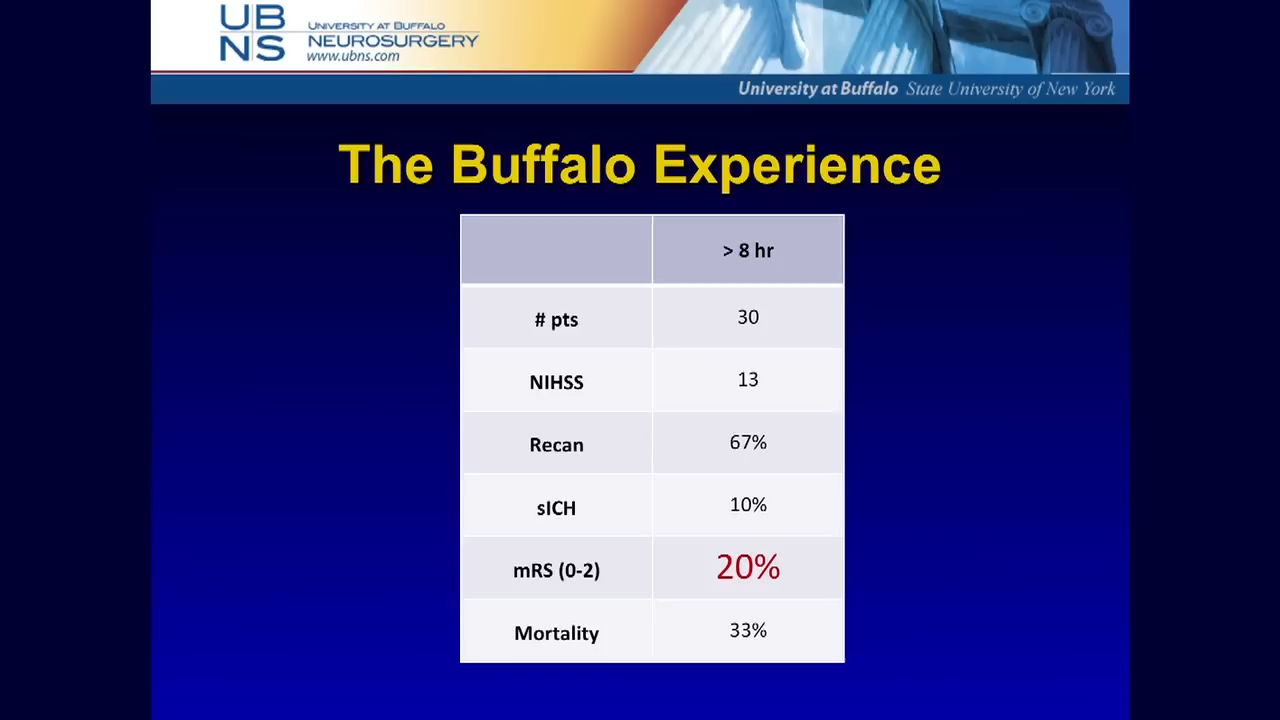 UB
NS
UNIVERSITY AT BUFFALO
NEUROSURGERY
www.ubns.com
University at Buffalo State University of New York
The Buffalo Experience
> 8 hr
# pts 30
NIHSS 13
Recan 67%
sICH 10%
mRS (0-2) 20%
Mortality 33%